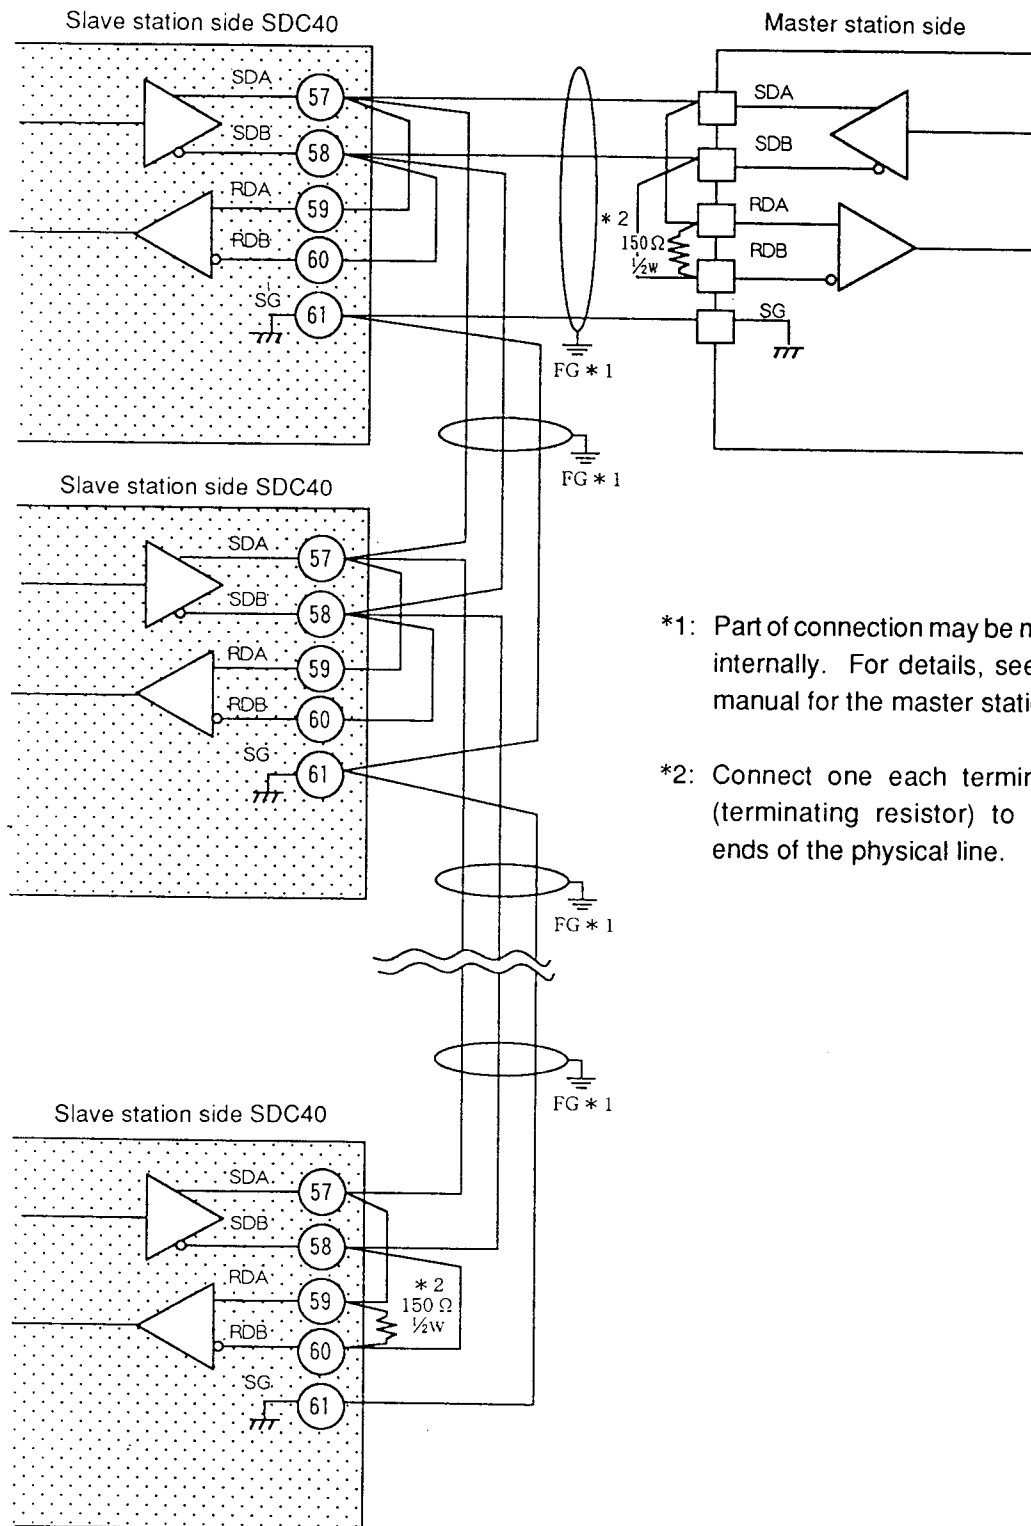 Slave station side SDC40
Master station side
SDA
57
SDB
58
RDA
59
RDB
60
SG
61
SDA
SDB
RDA
RDB
SG
*2
150 Ω
½W
FG *1
FG *1
Slave station side SDC40
SDA
57
SDB
58
RDA
59
RDB
60
SG
61
*1: Part of connection may be
internally. For details, see
manual for the master
*2: Connect one each
(terminating resistor) to
ends of the physical line.
FG *1
FG *1
Slave station side SDC40
SDA
57
SDB
58
RDA
59
RDB
60
SG
61
*2
150 Ω
½W